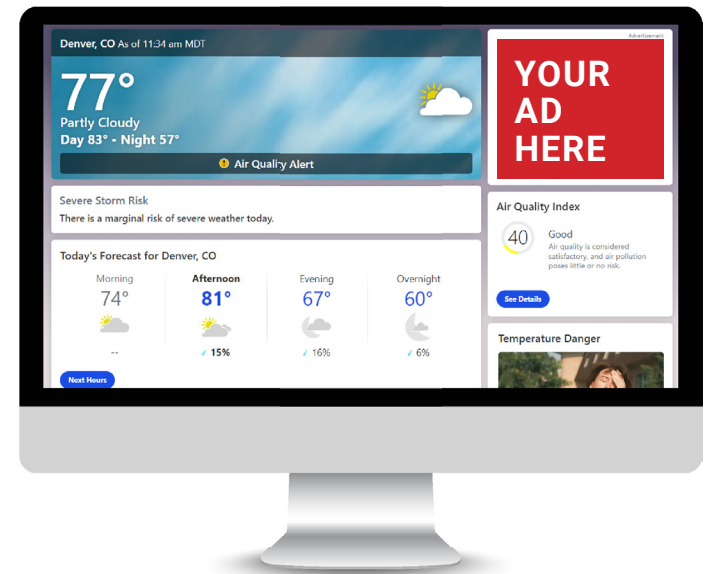 Denver, CO As of 11:34 am MDT
77°
Partly Cloudy
Day 83° - Night 57°
Air Quality Alert
Severe Storm Risk
There is a marginal risk of severe weather today.
Today's Forecast for Denver, CO
Morning Afternoon Evening Overnight
74° 81° 67° 60°
-- 15% 16% 6%
Next Hours
Advertisement
YOUR
AD
HERE
Air Quality Index
40
Good
Air quality is considered
satisfactory, and air pollution
poses little or no risk.
See Details
Temperature Danger